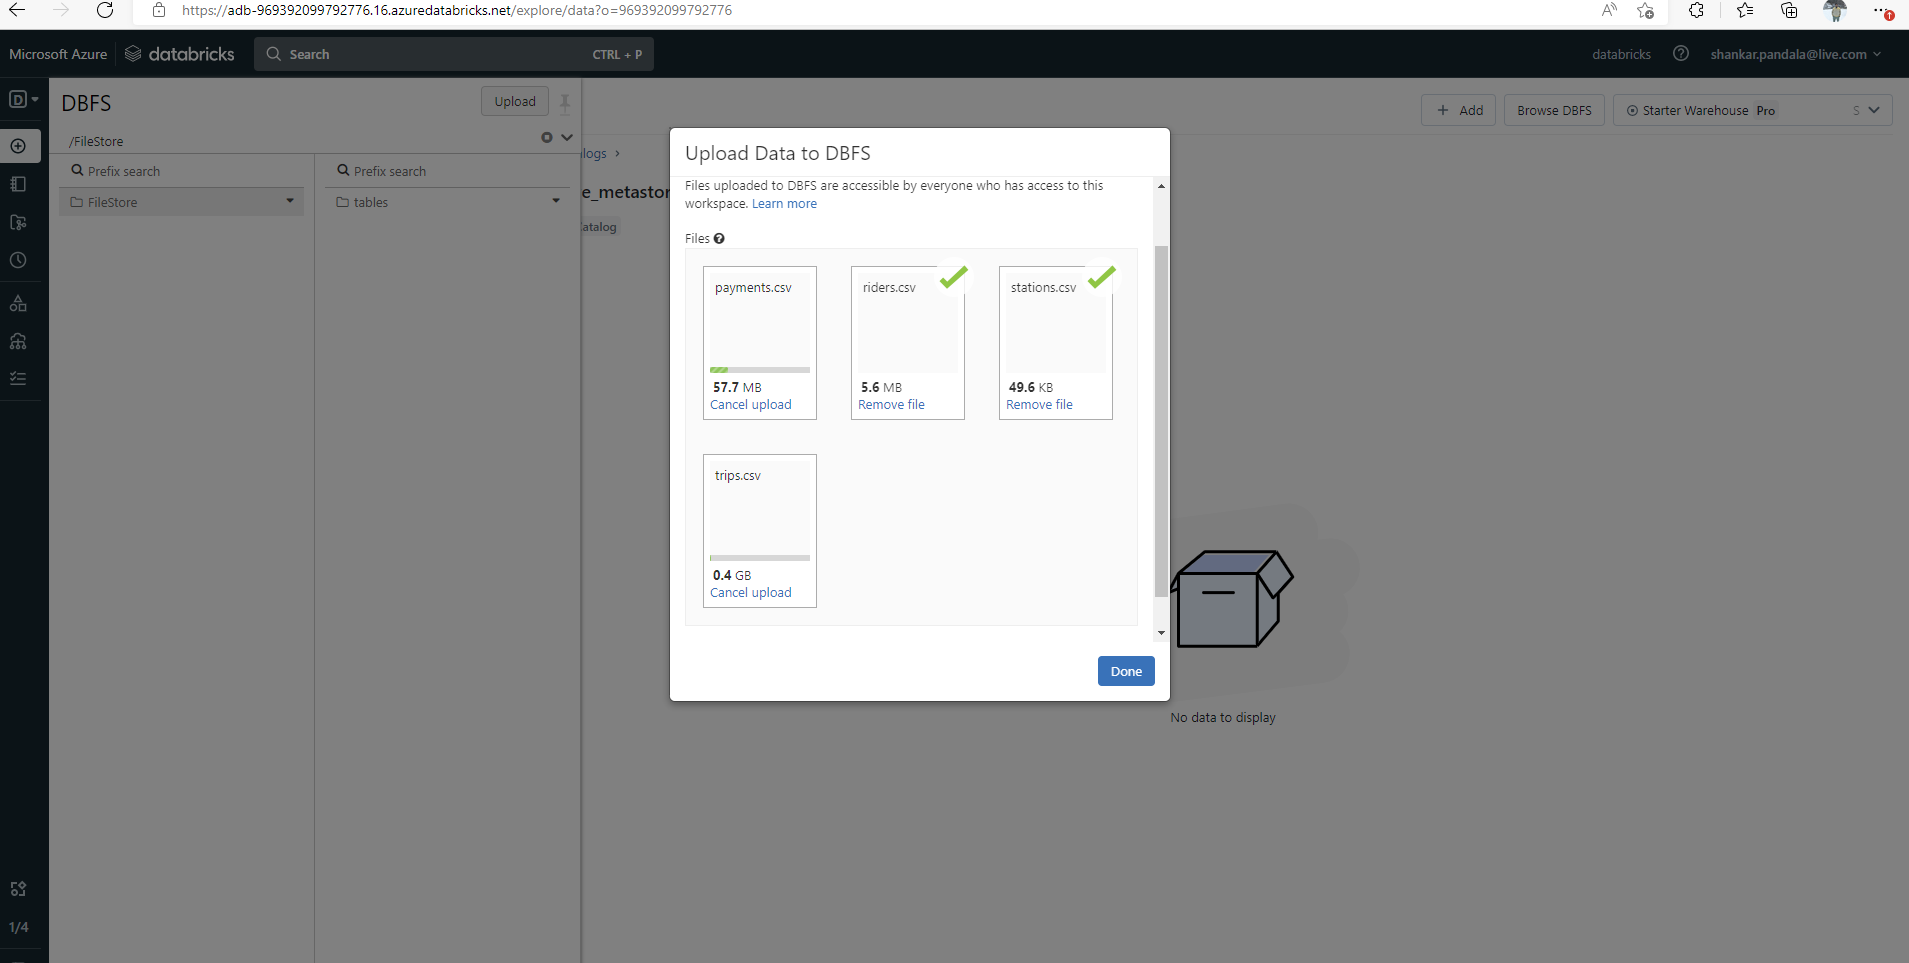 https://adb-969392099792776.16.azuredatabricks.net/explore/data?o=969392099792776
Microsoft Azure databricks Search CTRL + P databricks shankar.pandala@live.com
D DBFS Upload
Add Browse DBFS Starter Warehouse Pro S
/FileStore
logs ›
Prefix search Prefix search
FileStore tables
e_metastor
atalog
Upload Data to DBFS
Files uploaded to DBFS are accessible by everyone who has access to this
workspace. Learn more
Files
payments.csv riders.csv stations.csv
57.7 MB 5.6 MB 49.6 KB
Cancel upload Remove file Remove file
trips.csv
0.4 GB
Cancel upload
Done
No data to display
1/4